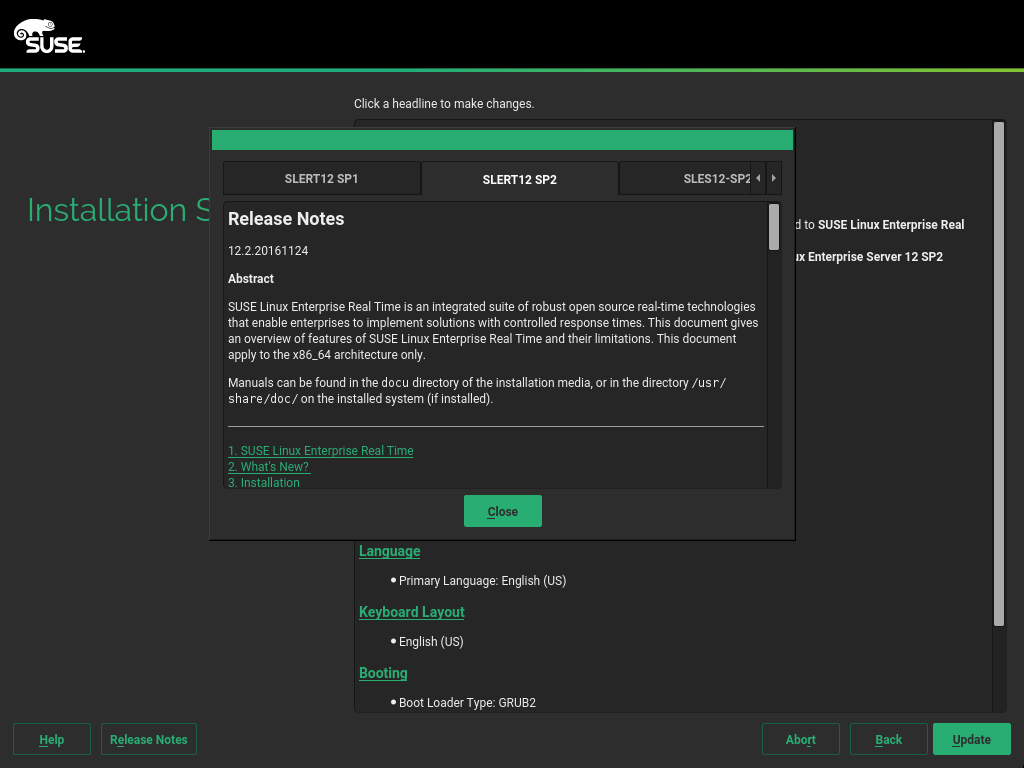 SUSE.
Click a headline to make changes.
Installation S
SLERT12 SP1
SLERT12 SP2
SLES12-SP2
Release Notes
12.2.20161124
Abstract
SUSE Linux Enterprise Real Time is an integrated suite of robust open source real-time technologies
that enable enterprises to implement solutions with controlled response times. This document gives
an overview of features of SUSE Linux Enterprise Real Time and their limitations. This document
apply to the x86_64 architecture only.
Manuals can be found in the docu directory of the installation media, or in the directory /usr/
share/doc/ on the installed system (if installed).
1. SUSE Linux Enterprise Real Time
2. What's New?
3. Installation
Close
d to SUSE Linux Enterprise Real
ux Enterprise Server 12 SP2
Language
• Primary Language: English (US)
Keyboard Layout
• English (US)
Booting
• Boot Loader Type: GRUB2
Help
Release Notes
Abort
Back
Update